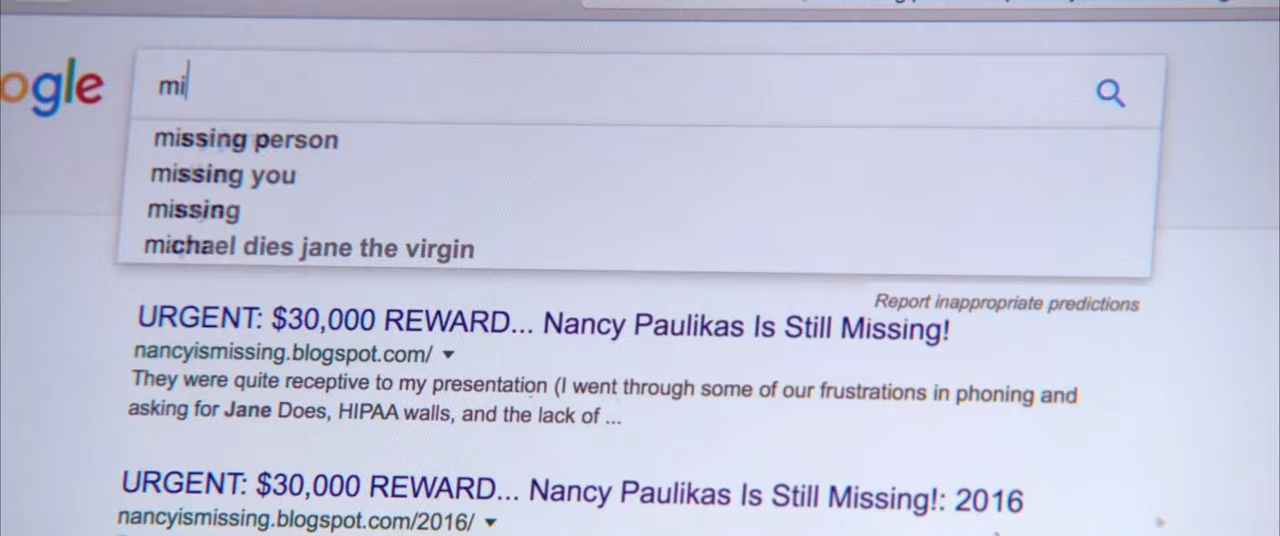 ogle
mi
missing person
missing you
missing
michael dies jane the virgin
Report inappropriate predictions
URGENT: $30,000 REWARD... Nancy Paulikas Is Still Missing!
nancyismissing.blogspot.com/
They were quite receptive to my presentation (I went through some of our frustrations in phoning and
asking for Jane Does, HIPAA walls, and the lack of ...
URGENT: $30,000 REWARD... Nancy Paulikas Is Still Missing!: 2016
nancyismissing.blogspot.com/2016/